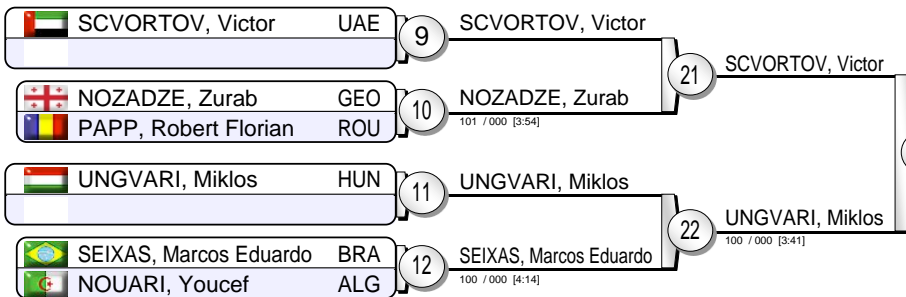 SCVORTOV, Victor UAE
9
SCVORTOV, Victor
21
SCVORTOV, Victor
NOZADZE, Zurab GEO
PAPP, Robert Florian ROU
10
NOZADZE, Zurab
101 / 000 [3:54]
UNGVARI, Miklos HUN
11
UNGVARI, Miklos
22
UNGVARI, Miklos
100 / 000 [3:41]
SEIXAS, Marcos Eduardo BRA
NOUARI, Youcef ALG
12
SEIXAS, Marcos Eduardo
100 / 000 [4:14]